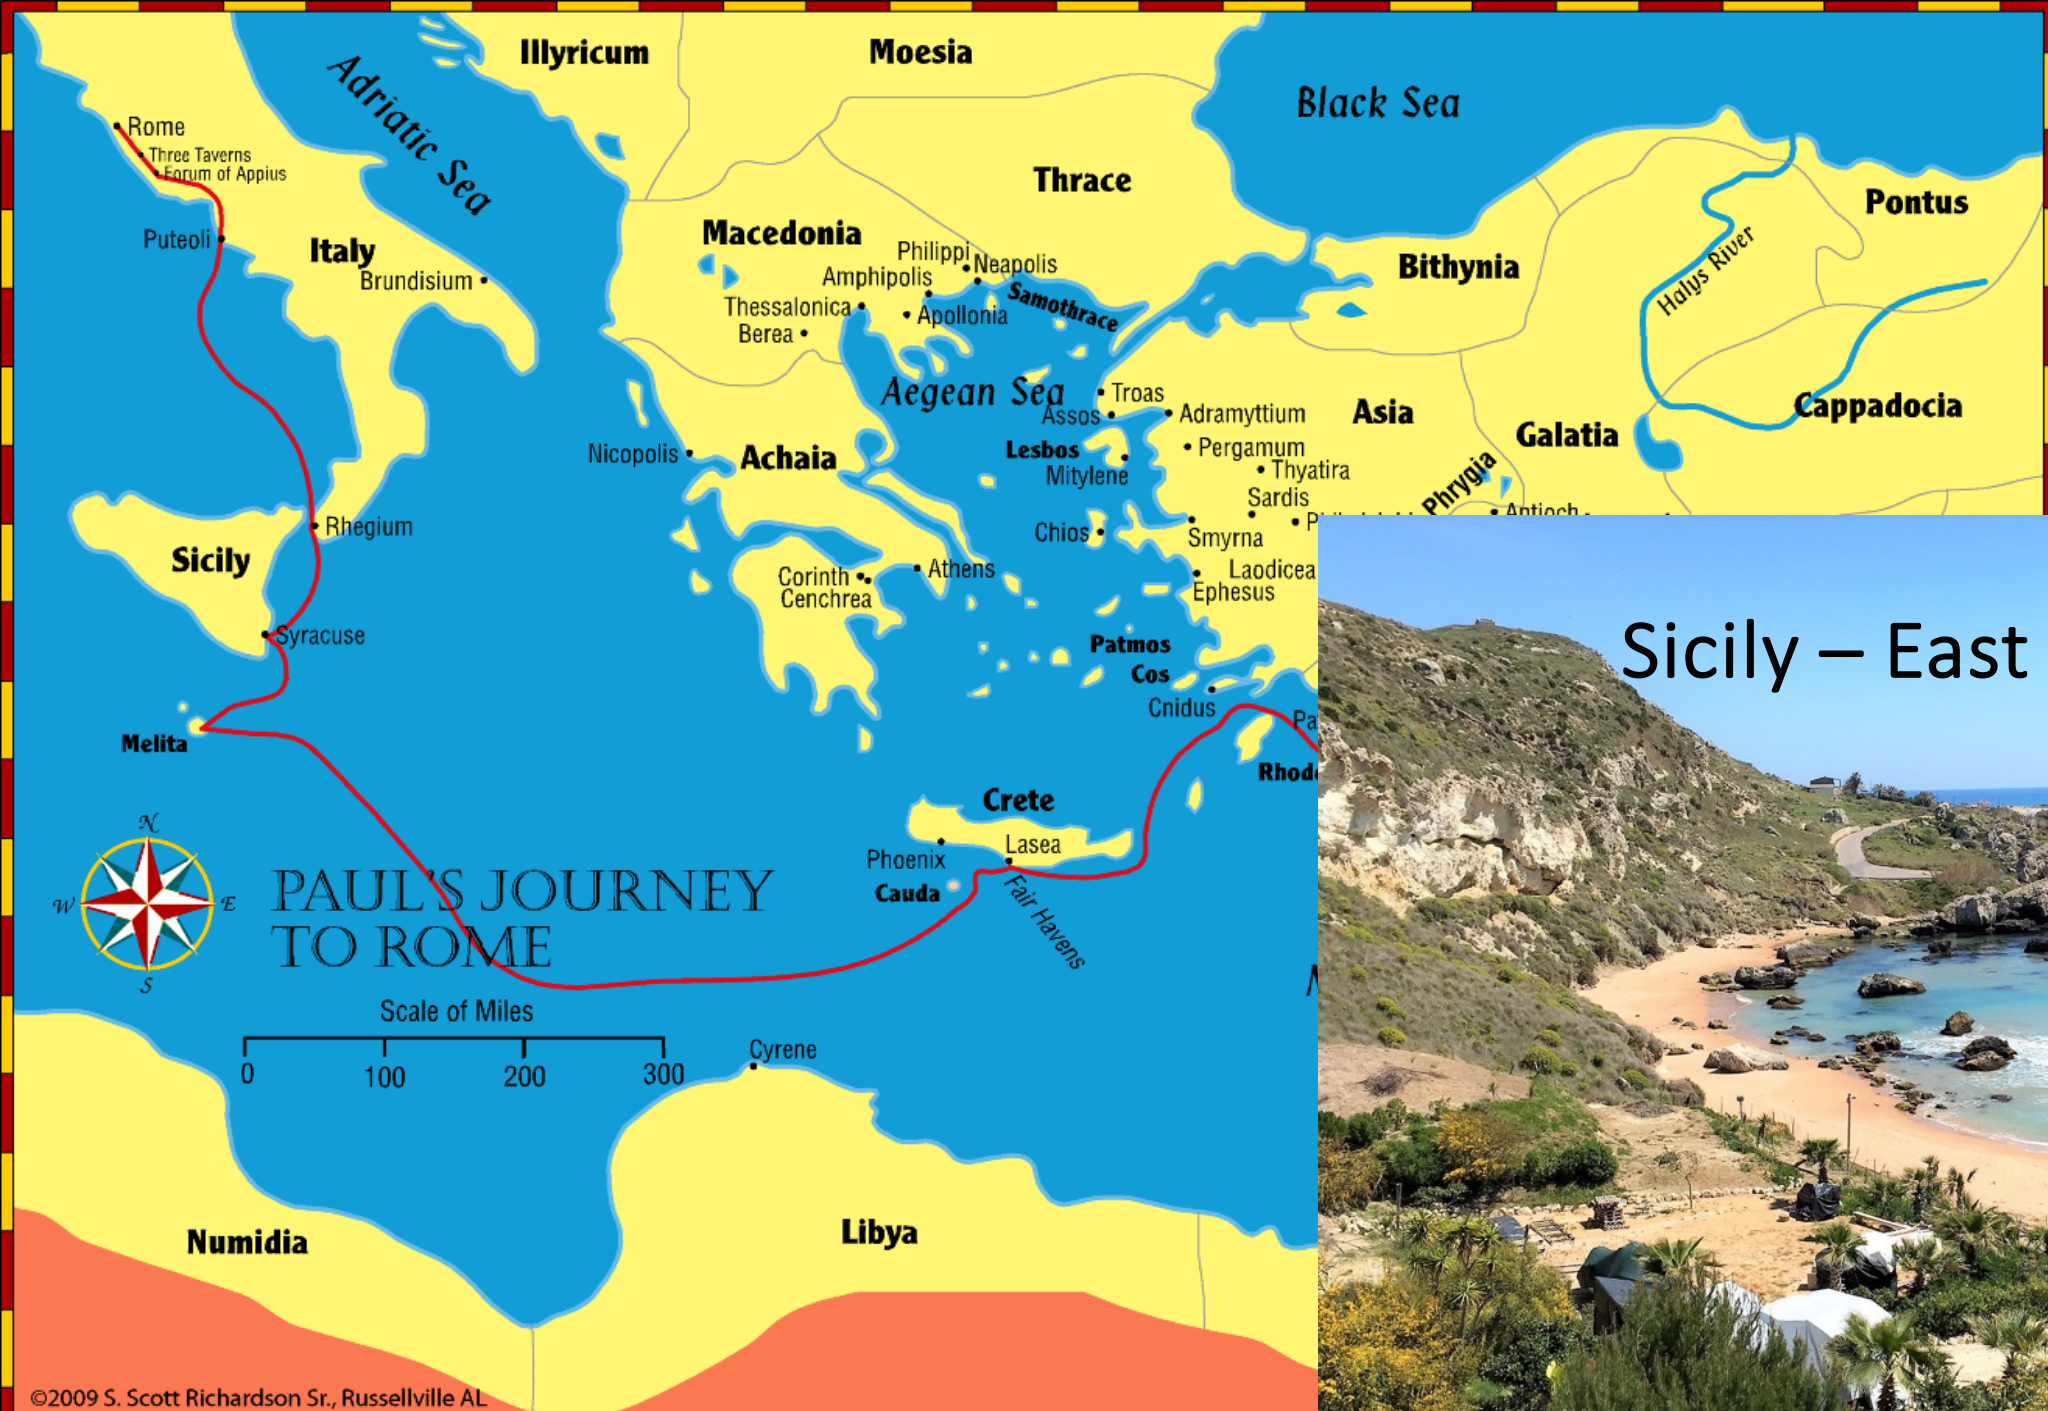 Illyricum
Moesia
Adriatic Sea
Black Sea
Rome
Three Taverns
Forum of Appius
Thrace
Pontus
Macedonia
Puteoli
Italy
Philippi
Neapolis
Bithynia
Halys River
Brundisium
Amphipolis
Samothrace
Thessalonica
Apollonia
Berea
Aegean Sea
Troas
Assos
Adramyttium
Asia
Cappadocia
Galatia
Nicopolis
Achaia
Lesbos
Pergamum
Mitylene
Thyatira
Phrygia
Sardis
Antioch
Rhegium
Chios
Smyrna
Sicily
Corinth
Athens
Laodicea
Cenchrea
Ephesus
Syracuse
Patmos
Sicily – East
Cos
Cnidus
Pa
Melita
Rhod
Crete
N
Lasea
Phoenix
Cauda
W
E
PAUL'S JOURNEY
TO ROME
Fair Havens
S
Scale of Miles
Cyrene
0 100 200 300
Numidia
Libya
©2009 S. Scott Richardson Sr., Russellville AL